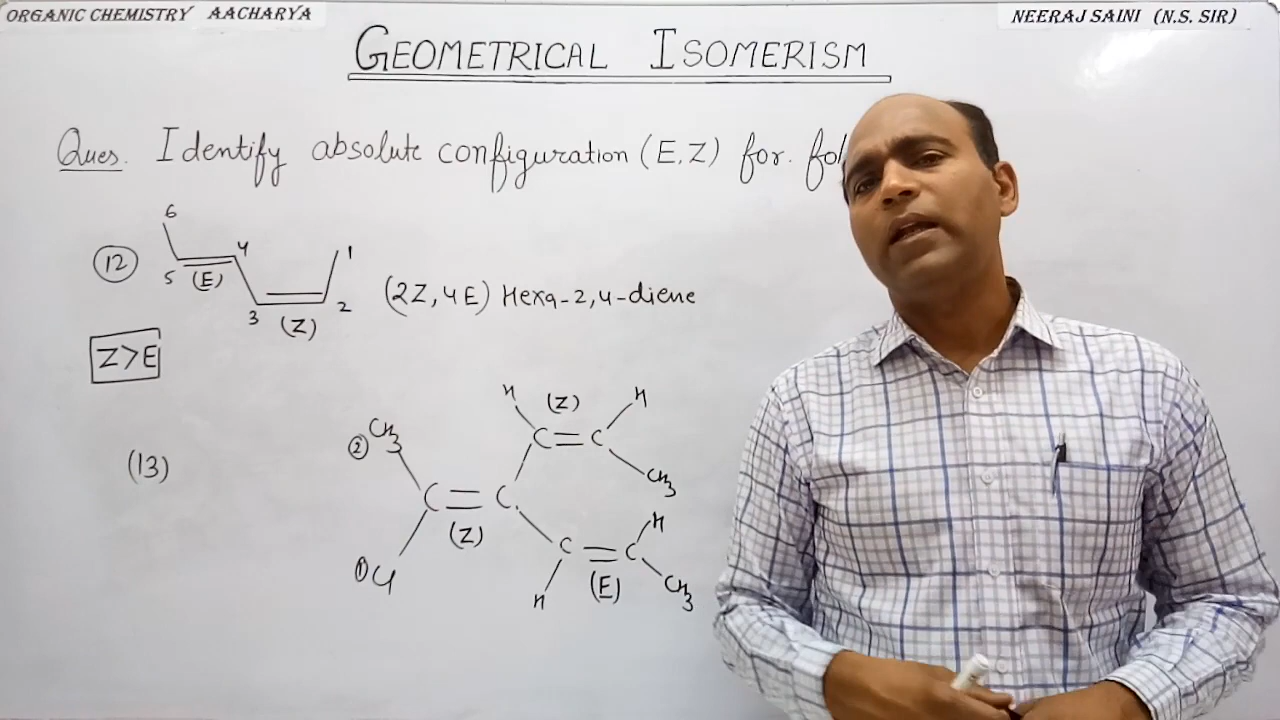 ORGANIC CHEMISTRY AACHARYA
NEERAJ SAINI (N.S. SIR)
GEOMETRICAL ISOMERISM
Ques. Identify absolute configuration (E,Z) for. fol
6
4
1
12
5 (E)
(2Z,4E) Hexa-2,4-diene
3 (Z) 2
Z>E
H (Z) H
② CH3
C=C
(13)
CH3
C=C
H
(Z)
C=C
① Cl
(E) CH3
H